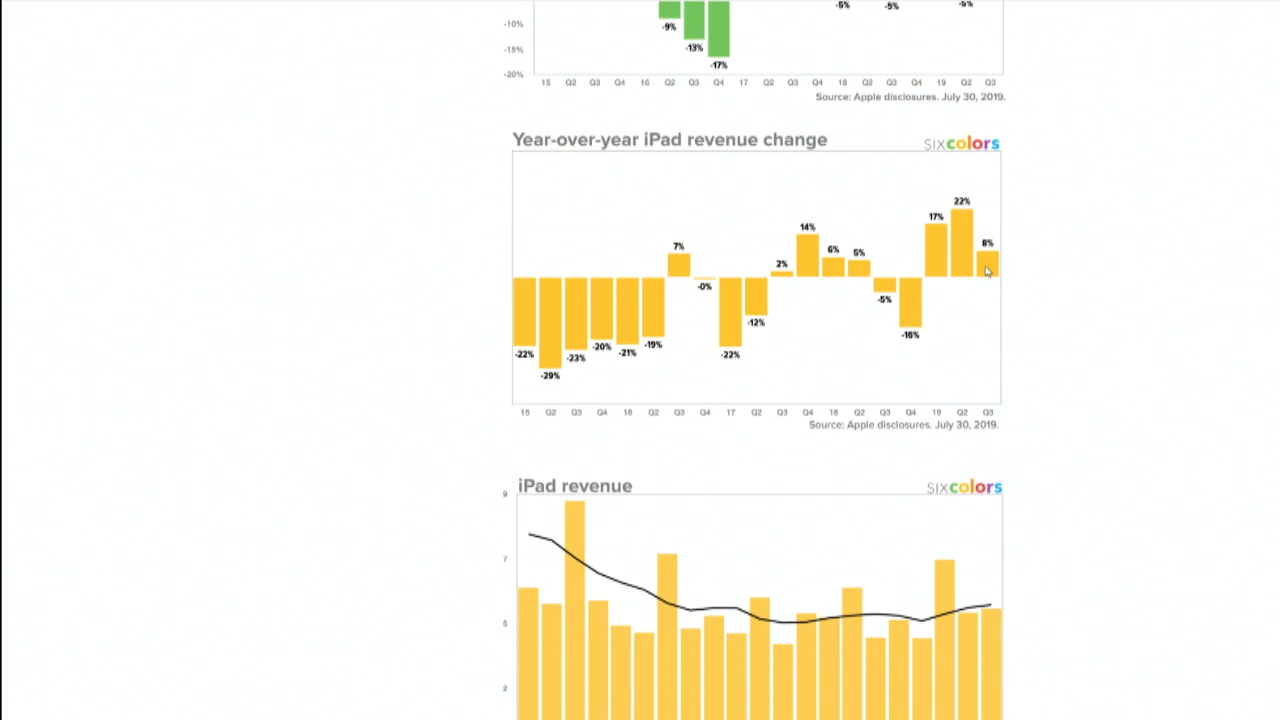 -5% -5% -5%
-10% -9%
-15% -13%
-20% -17%
15 Q2 Q3 Q4 16 Q2 Q3 Q4 17 Q2 Q3 Q4 18 Q2 Q3 Q4 19 Q2 Q3
Source: Apple disclosures. July 30, 2019.
Year-over-year iPad revenue change sixcolors
-22% -29% -23% -20% -21% -19% 7% -0% -22% -12% 2% 14% 6% 5% -5% -16% 17% 22% 8%
15 Q2 Q3 Q4 16 Q2 Q3 Q4 17 Q2 Q3 Q4 18 Q2 Q3 Q4 19 Q2 Q3
Source: Apple disclosures. July 30, 2019.
iPad revenue sixcolors
9
7
5
2